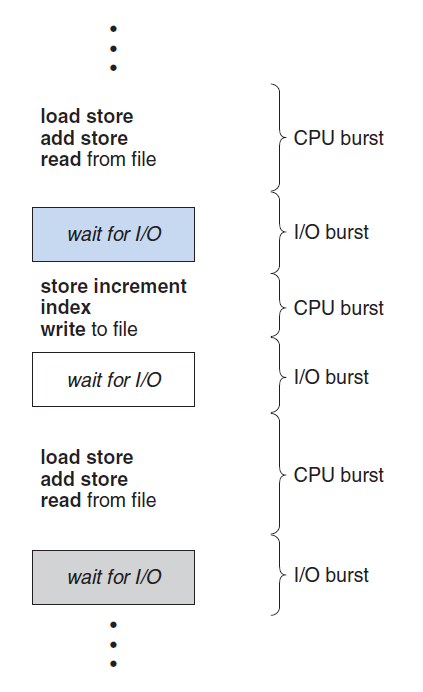 load store
add store
read from file
CPU burst
wait for I/O
I/O burst
store increment
index
write to file
CPU burst
wait for I/O
I/O burst
load store
add store
read from file
CPU burst
wait for I/O
I/O burst